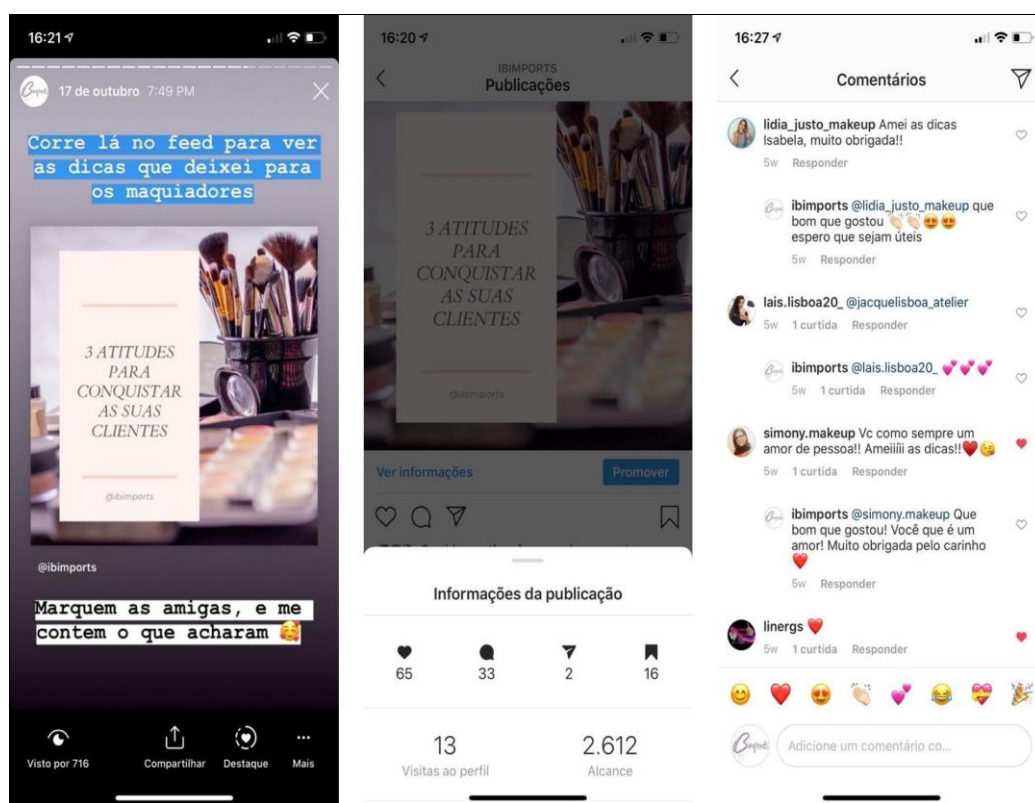 16:21
17 de outubro 7:49 PM
Corre lá no feed para ver
as dicas que deixei para
os maquiadores
3 ATITUDES
PARA
CONQUISTAR
AS SUAS
CLIENTES
@ibimports
@ibimports
Marquem as amigas, e me
contem o que acharam 🥰
Visto por 716
Compartilhar
Destaque
Mais
16:20
IBIMPORTS
Publicações
3 ATITUDES
PARA
CONQUISTAR
AS SUAS
CLIENTES
@ibimports
Ver informações
Promover
Informações da publicação
65 33 2 16
13 2.612
Visitas ao perfil Alcance
16:27
Comentários
lidia_justo_makeup Amei as dicas
Isabela, muito obrigada!!
5w Responder
ibimports @lidia_justo_makeup que
bom que gostou 👏🏻👏🏻😍😍
espero que sejam úteis
5w Responder
lais.lisboa20_ @jacquelisboa_atelier
5w 1 curtida Responder
ibimports @lais.lisboa20_ 💕💕💕
5w 1 curtida Responder
simony.makeup Vc como sempre um
amor de pessoa!! Ameiíííi as dicas!!❤️😘
5w 1 curtida Responder
ibimports @simony.makeup Que
bom que gostou! Você que é um
amor! Muito obrigada pelo carinho
❤️
5w Responder
linergs ❤️
5w 1 curtida Responder
😊 ❤️ 😍 👏🏻 💕 😂 💝 🎉
Adicione um comentário co...